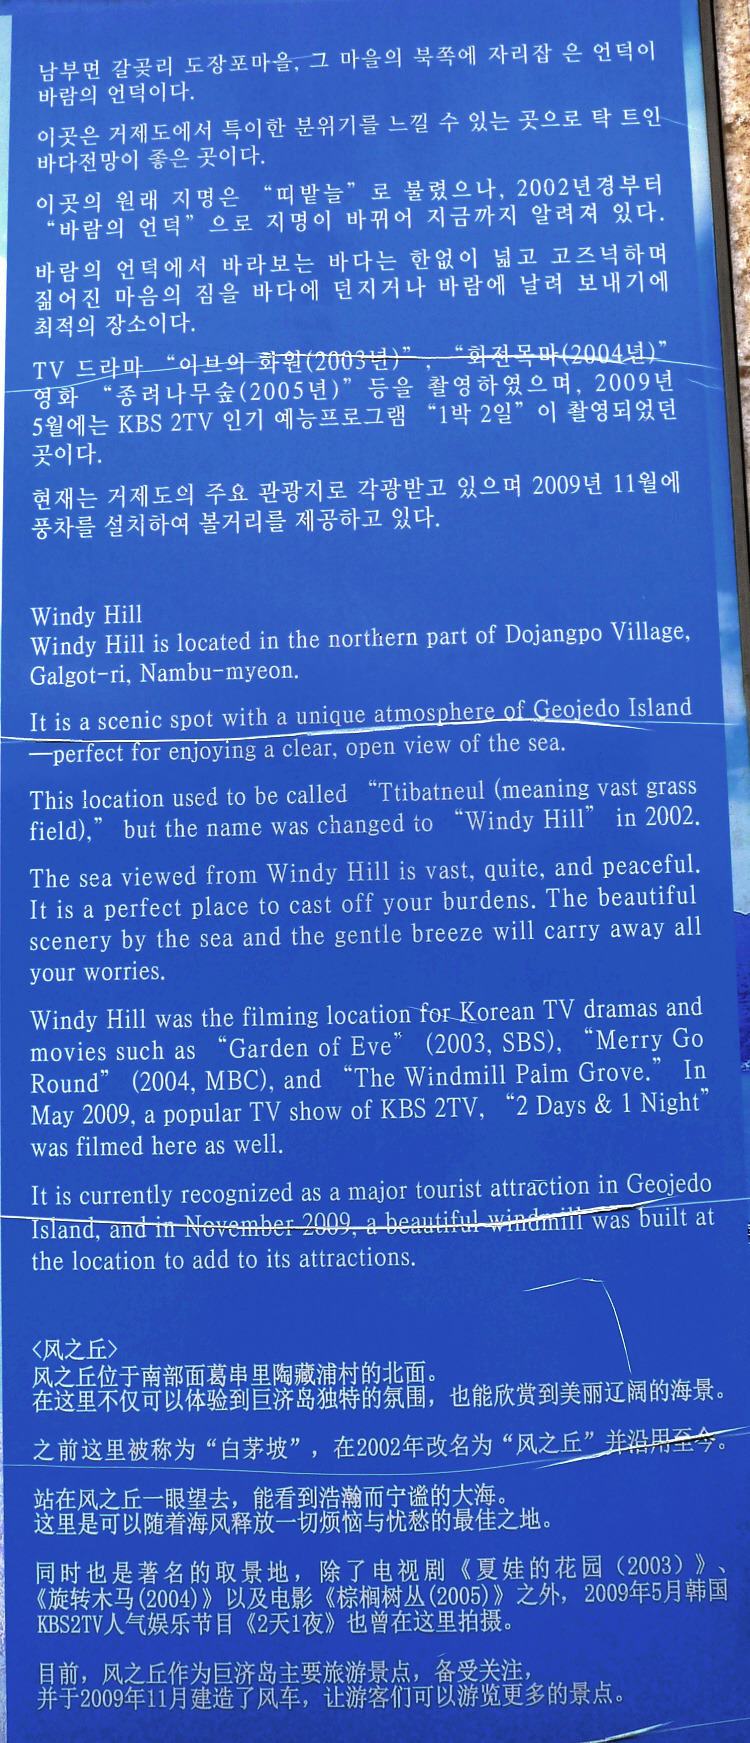 남부면 갈곶리 도장포마을, 그 마을의 북쪽에 자리잡 은 언덕이
바람의 언덕이다.
이곳은 거제도에서 특이한 분위기를 느낄 수 있는 곳으로 탁 트인
바다전망이 좋은 곳이다.
이곳의 원래 지명은 “띠밭늘”로 불렸으나, 2002년경부터
“바람의 언덕”으로 지명이 바뀌어 지금까지 알려져 있다.
바람의 언덕에서 바라보는 바다는 한없이 넓고 고즈넉하며
짊어진 마음의 짐을 바다에 던지거나 바람에 날려 보내기에
최적의 장소이다.
TV 드라마 “이브의 화원(2003년)”, “회전목마(2004년)”
영화 “종려나무숲(2005년)”등을 촬영하였으며, 2009년
5월에는 KBS 2TV 인기 예능프로그램 “1박 2일”이 촬영되었던
곳이다.
현재는 거제도의 주요 관광지로 각광받고 있으며 2009년 11월에
풍차를 설치하여 볼거리를 제공하고 있다.
Windy Hill
Windy Hill is located in the northern part of Dojangpo Village,
Galgot-ri, Nambu-myeon.
It is a scenic spot with a unique atmosphere of Geojedo Island
—perfect for enjoying a clear, open view of the sea.
This location used to be called “Ttibatneul (meaning vast grass
field),” but the name was changed to “Windy Hill” in 2002.
The sea viewed from Windy Hill is vast, quite, and peaceful.
It is a perfect place to cast off your burdens. The beautiful
scenery by the sea and the gentle breeze will carry away all
your worries.
Windy Hill was the filming location for Korean TV dramas and
movies such as “Garden of Eve” (2003, SBS), “Merry Go
Round” (2004, MBC), and “The Windmill Palm Grove.” In
May 2009, a popular TV show of KBS 2TV, “2 Days & 1 Night”
was filmed here as well.
It is currently recognized as a major tourist attraction in Geojedo
Island, and in November 2009, a beautiful windmill was built at
the location to add to its attractions.
<风之丘>
风之丘位于南部面葛串里陶藏浦村的北面。
在这里不仅可以体验到巨济岛独特的氛围，也能欣赏到美丽辽阔的海景。
之前这里被称为“白茅坡”，在2002年改名为“风之丘”并沿用至今。
站在风之丘一眼望去，能看到浩瀚而宁谧的大海。
这里是可以随着海风释放一切烦恼与忧愁的最佳之地。
同时也是著名的取景地，除了电视剧《夏娃的花园（2003）》、
《旋转木马(2004)》以及电影《棕榈树丛(2005)》之外，2009年5月韩国
KBS2TV人气娱乐节目《2天1夜》也曾在这里拍摄。
目前，风之丘作为巨济岛主要旅游景点，备受关注，
并于2009年11月建造了风车，让游客们可以游览更多的景点。